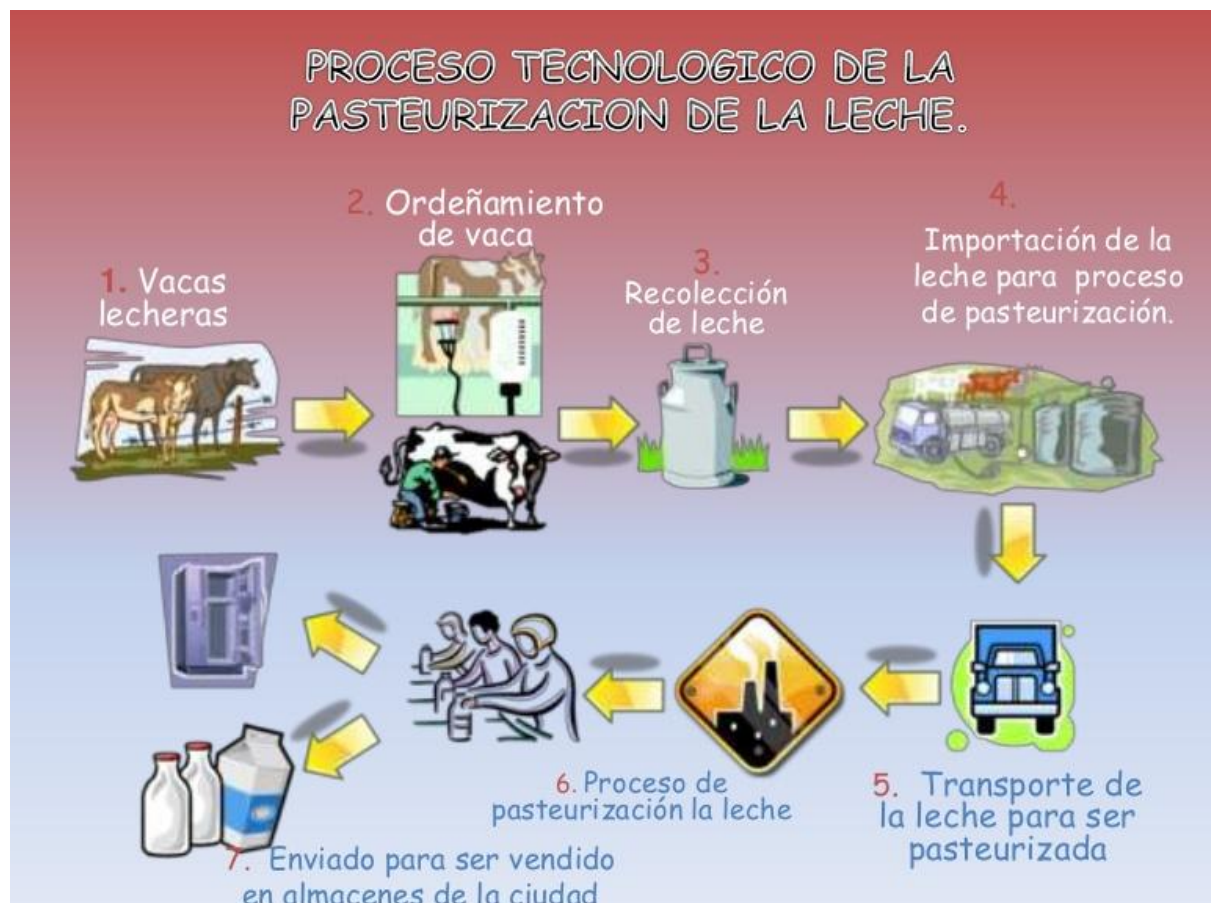 PROCESO TECNOLOGICO DE LA
PASTEURIZACION DE LA LECHE.
1. Vacas
lecheras
2. Ordeñamiento
de vaca
3.
Recolección
de leche
4.
Importación de la
leche para proceso
de pasteurización.
5. Transporte de
la leche para ser
pasteurizada
6. Proceso de
pasteurización la leche
7. Enviado para ser vendido
en almacenes de la ciudad